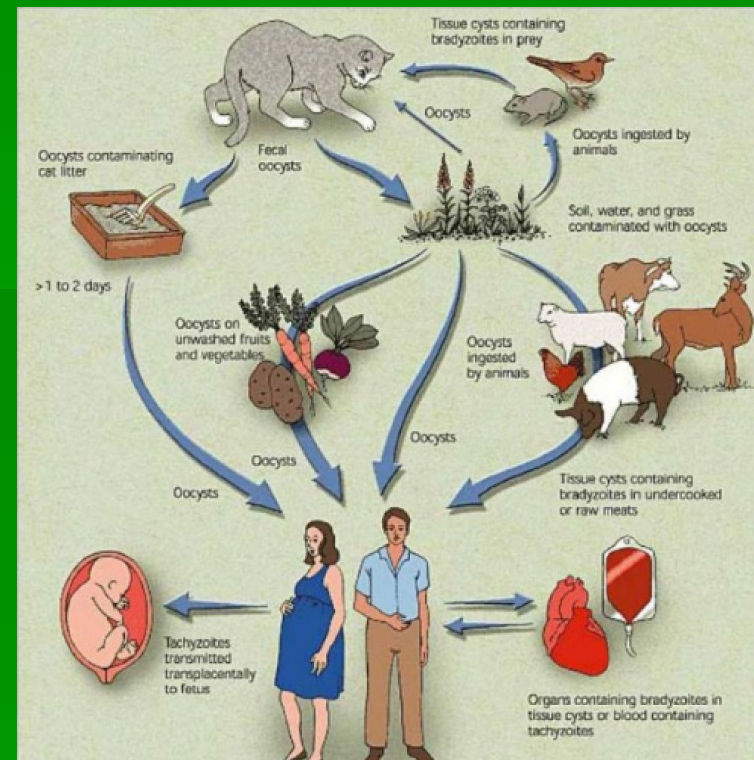 Tissue cysts containing
bradyzoites in prey
Oocysts
Oocysts ingested by
animals
Fecal
oocysts
Oocysts contaminating
cat litter
Soil, water, and grass
contaminated with oocysts
>1 to 2 days
Oocysts on
unwashed fruits
and vegetables
Oocysts
ingested
by animals
Oocysts
Oocysts
Oocysts
Tissue cysts containing
bradyzoites in undercooked
or raw meats
Tachyzoites
transmitted
transplacentally
to fetus
Organs containing bradyzoites in
tissue cysts or blood containing
tachyzoites